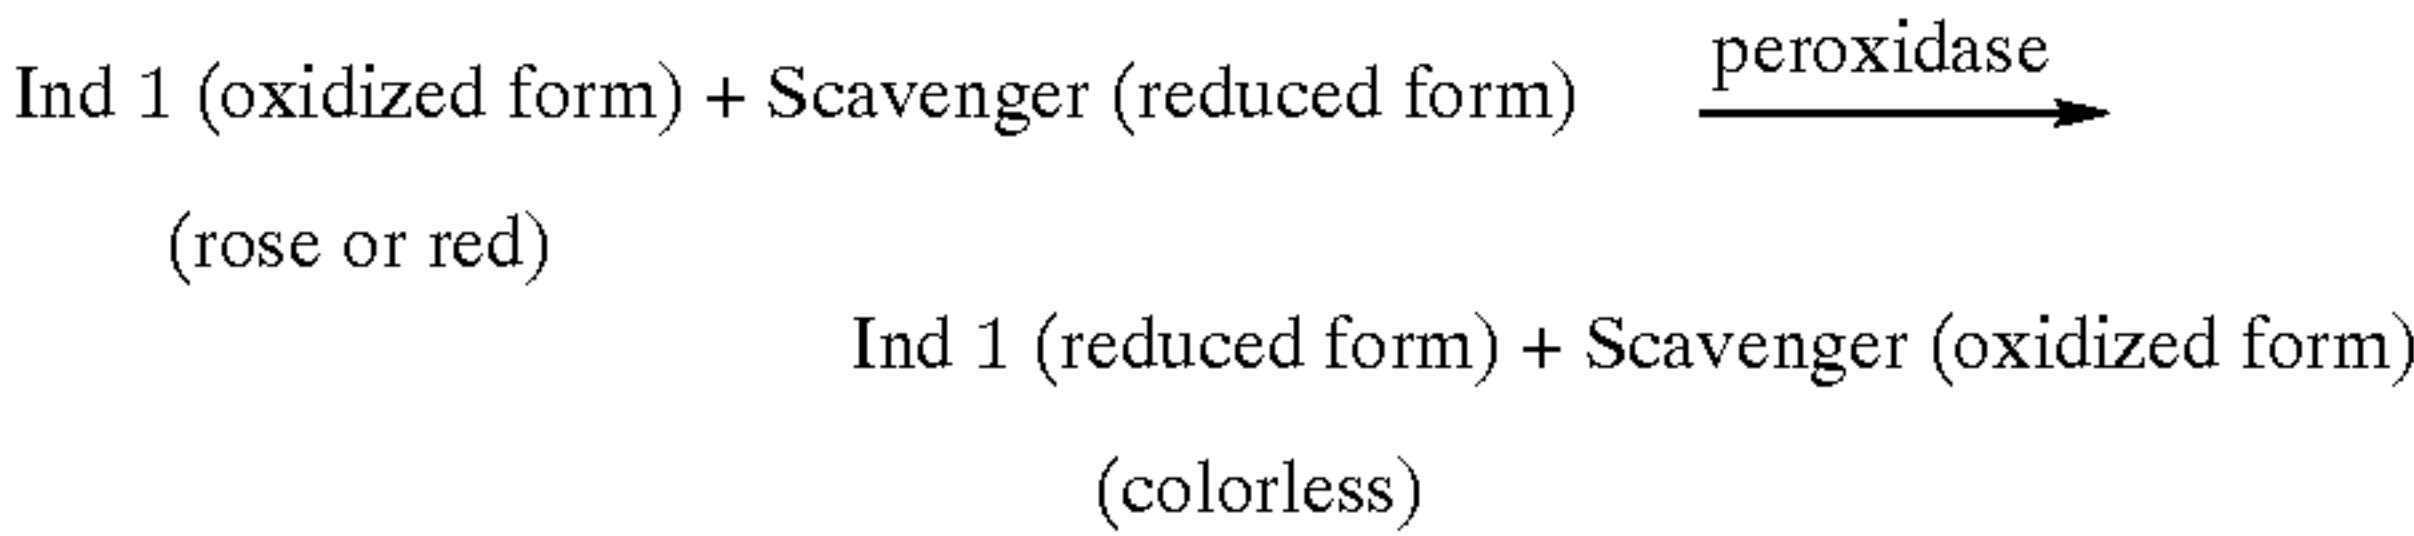 peroxidase
Ind 1 (oxidized form) + Scavenger (reduced form)
(rose or red)
Ind 1 (reduced form) + Scavenger (oxidized form)
(colorless)